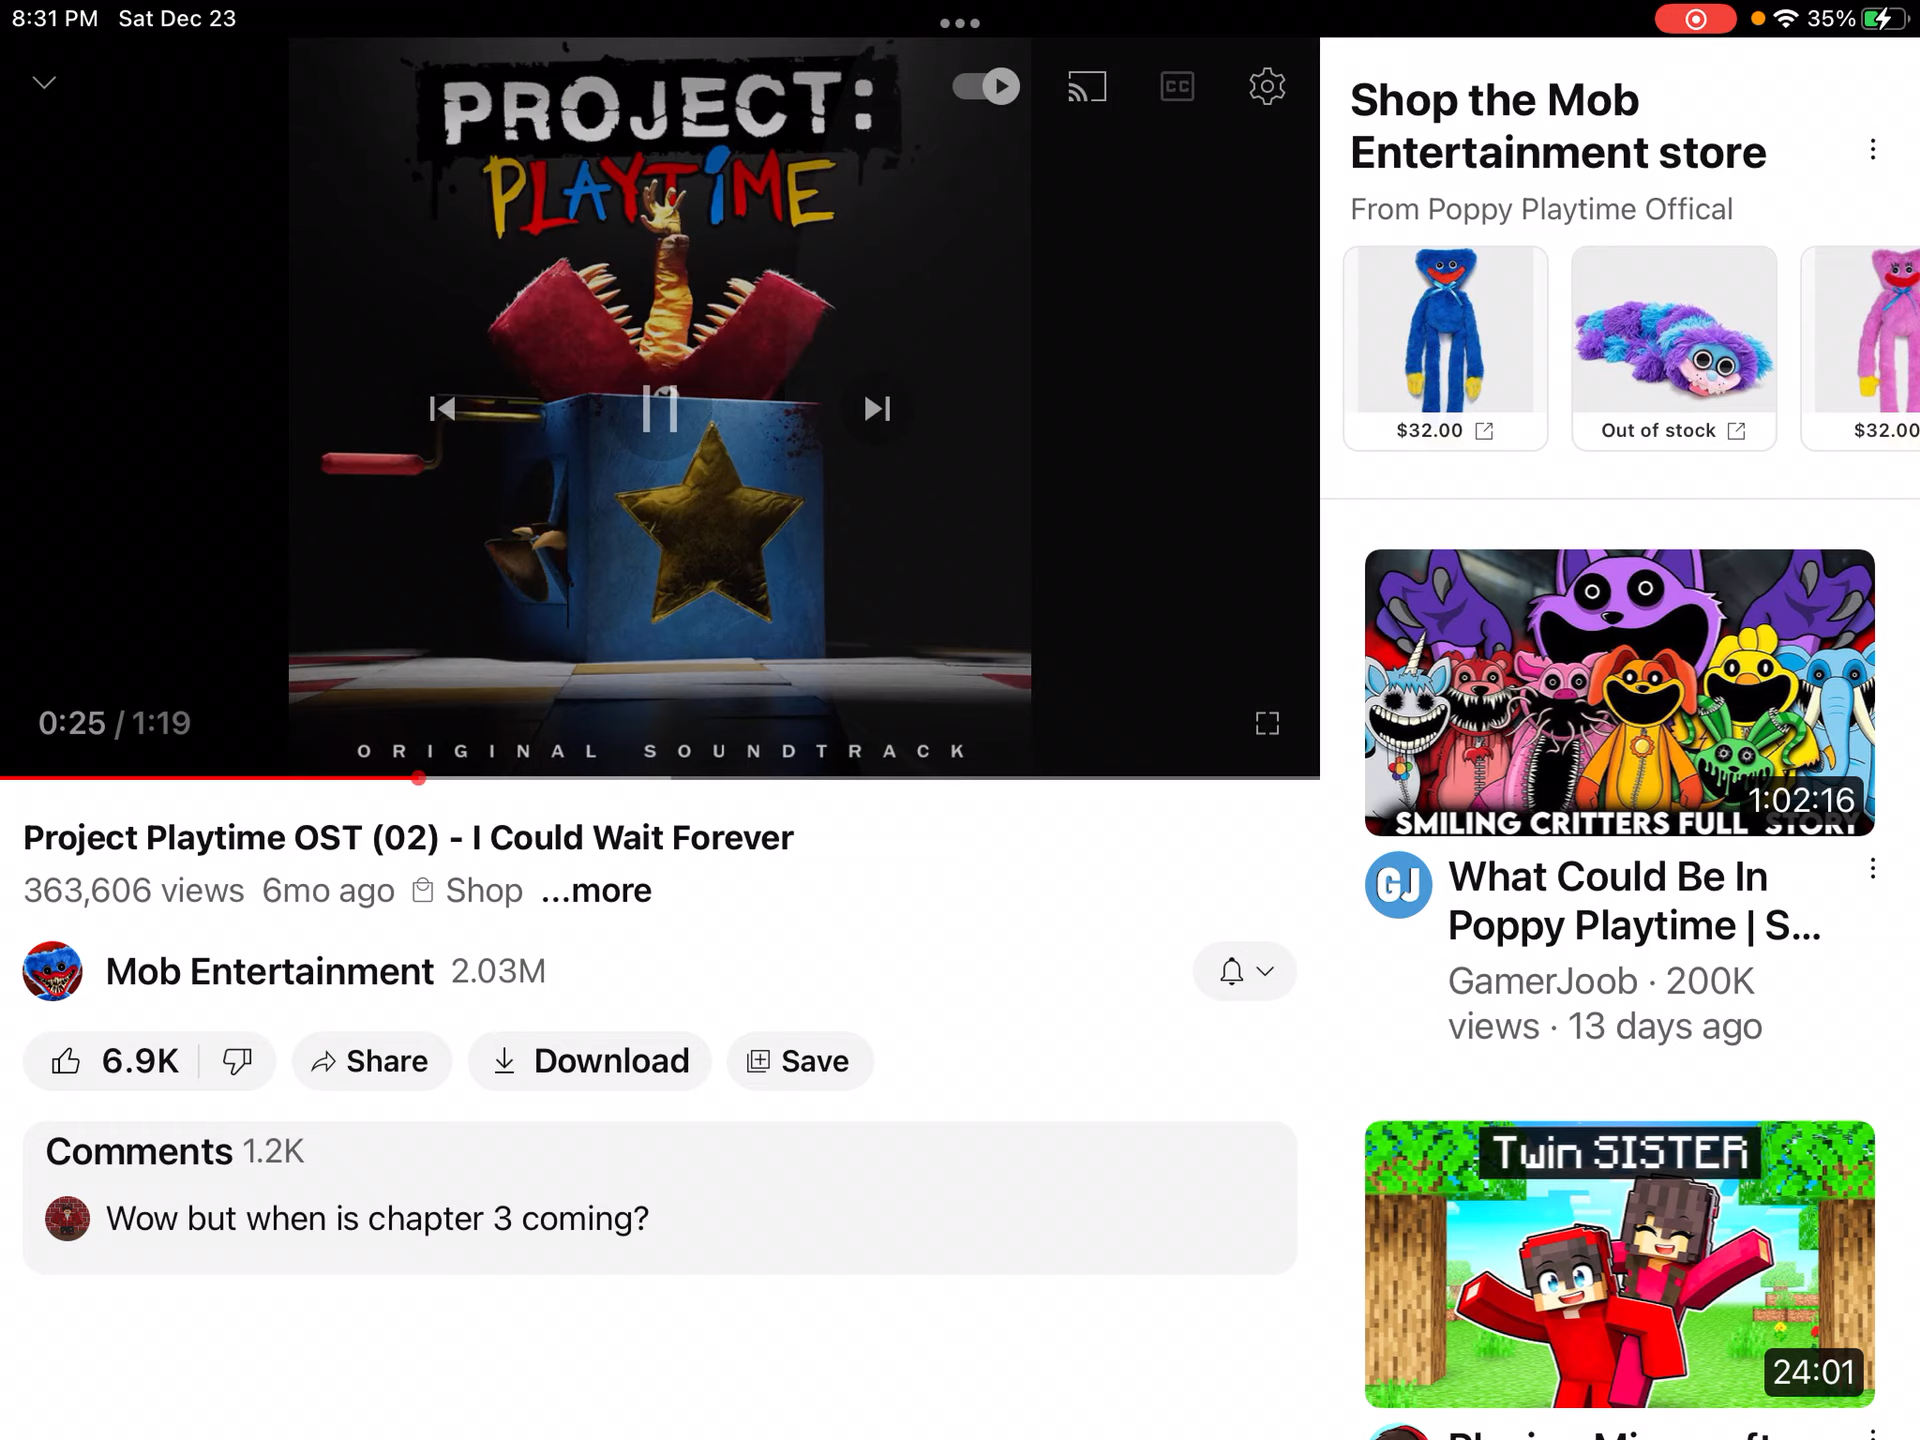 8:31 PM Sat Dec 23
35%
PROJECT:
PLAYTIME
CC
0:25 / 1:19
ORIGINAL SOUNDTRACK
Project Playtime OST (02) - I Could Wait Forever
363,606 views 6mo ago Shop ...more
Mob Entertainment 2.03M
6.9K Share Download Save
Comments 1.2K
Wow but when is chapter 3 coming?
Shop the Mob
Entertainment store
From Poppy Playtime Offical
$32.00 Out of stock $32.00
1:02:16
SMILING CRITTERS FULL STORY
GJ
What Could Be In
Poppy Playtime | S...
GamerJoob · 200K
views · 13 days ago
Twin SISTER
24:01